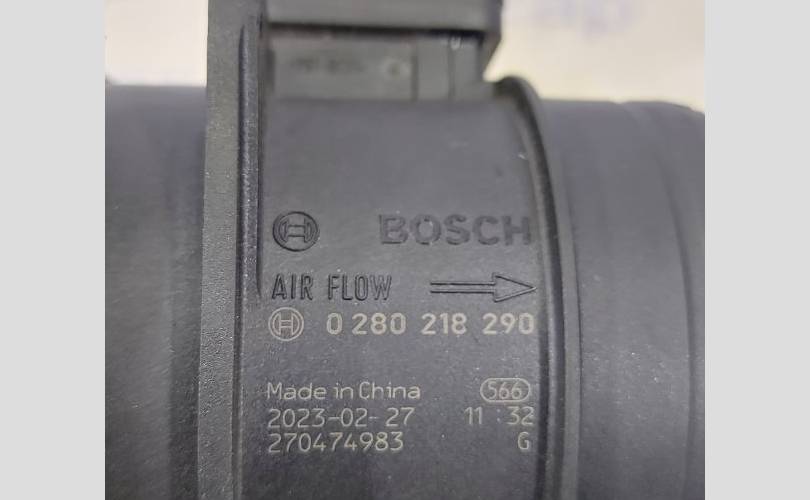 BOSCH
AIR FLOW
0 280 218 290
Made in China 566
2023-02-27 11:32
270474983 G